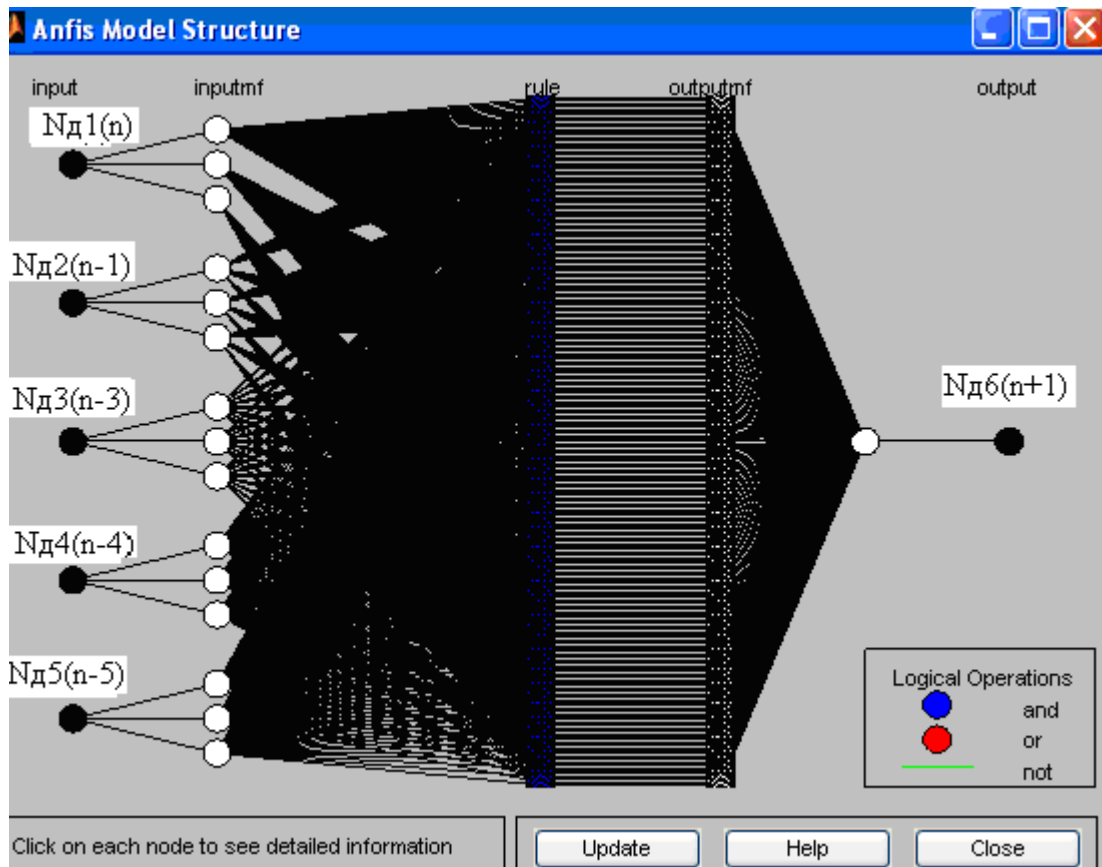 Anfis Model Structure
input inputmf rule outputmf output
Nд1(n)
Nд2(n-1)
Nд3(n-3)
Nд6(n+1)
Nд4(n-4)
Nд5(n-5)
Logical Operations
and
or
not
Click on each node to see detailed information
Update Help Close